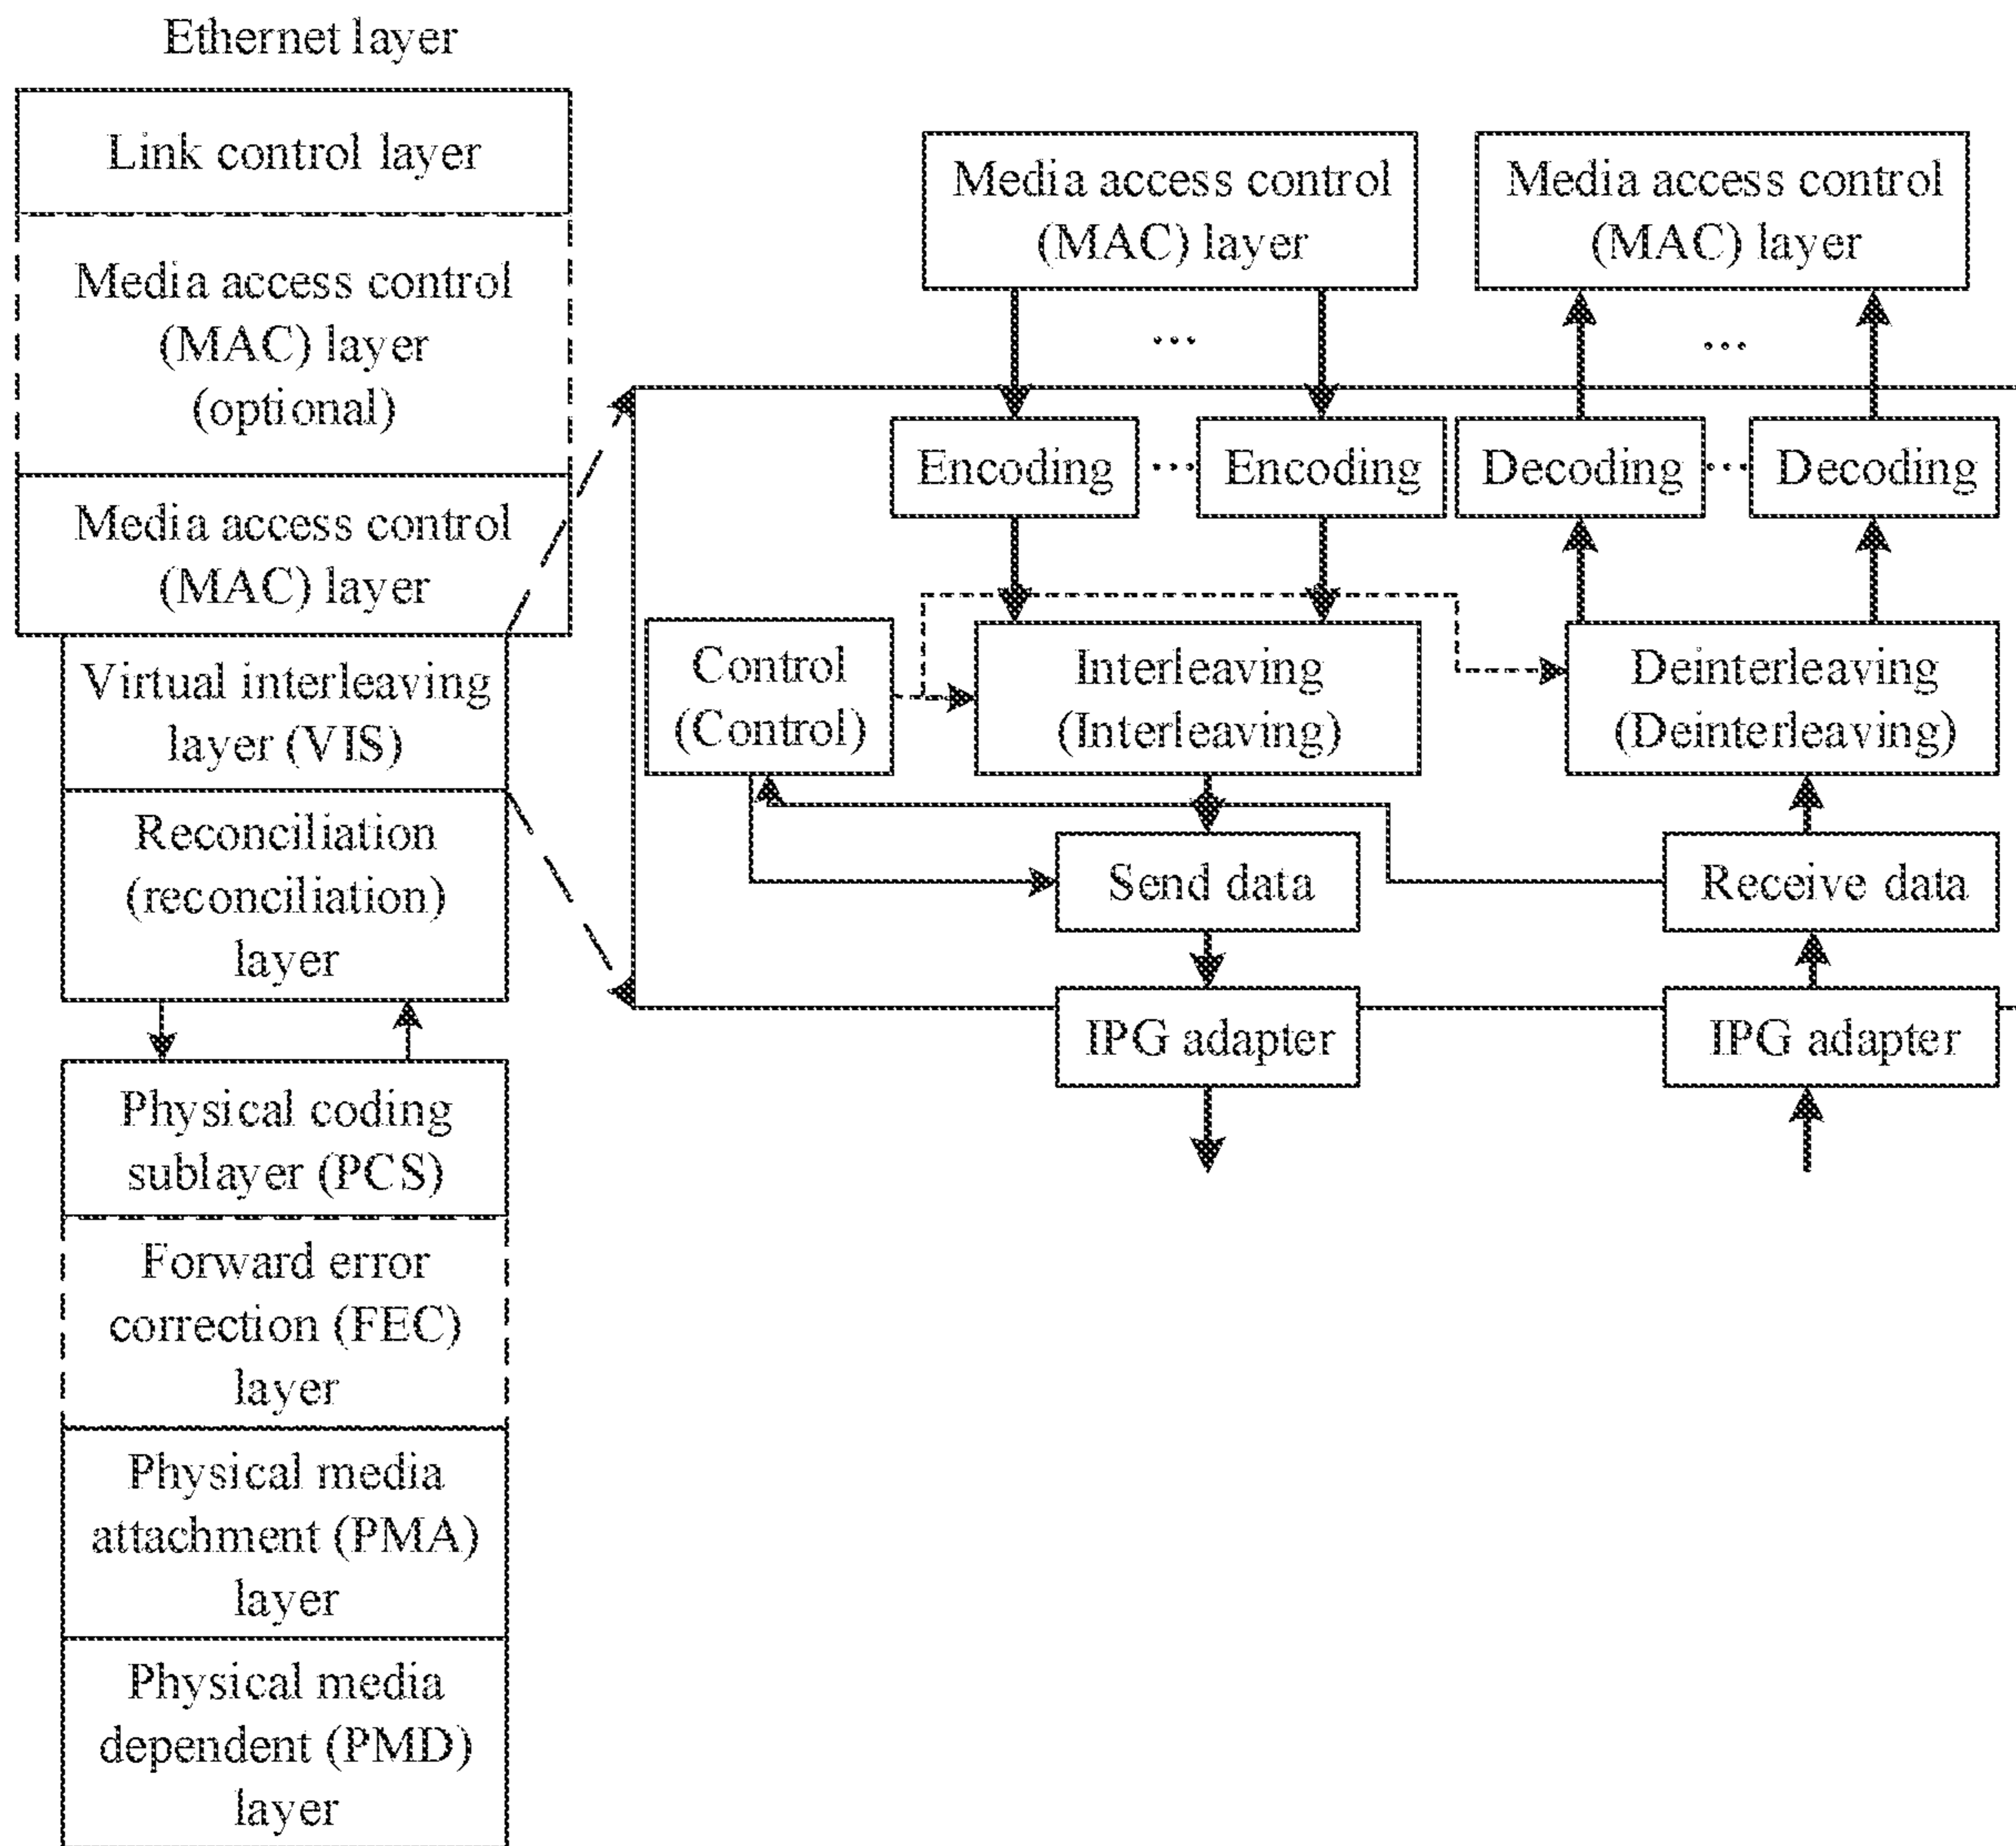 Ethernet layer
Link control layer
Media access control
(MAC) layer
(optional)
Media access control
(MAC) layer
Virtual interleaving
layer (VIS)
Reconciliation
(reconciliation)
layer
Physical coding
sublayer (PCS)
Forward error
correction (FEC)
layer
Physical media
attachment (PMA)
layer
Physical media
dependent (PMD)
layer
Media access control
(MAC) layer
Media access control
(MAC) layer
...
...
Encoding
...
Encoding
Decoding
...
Decoding
Control
(Control)
Interleaving
(Interleaving)
Deinterleaving
(Deinterleaving)
Send data
Receive data
IPG adapter
IPG adapter